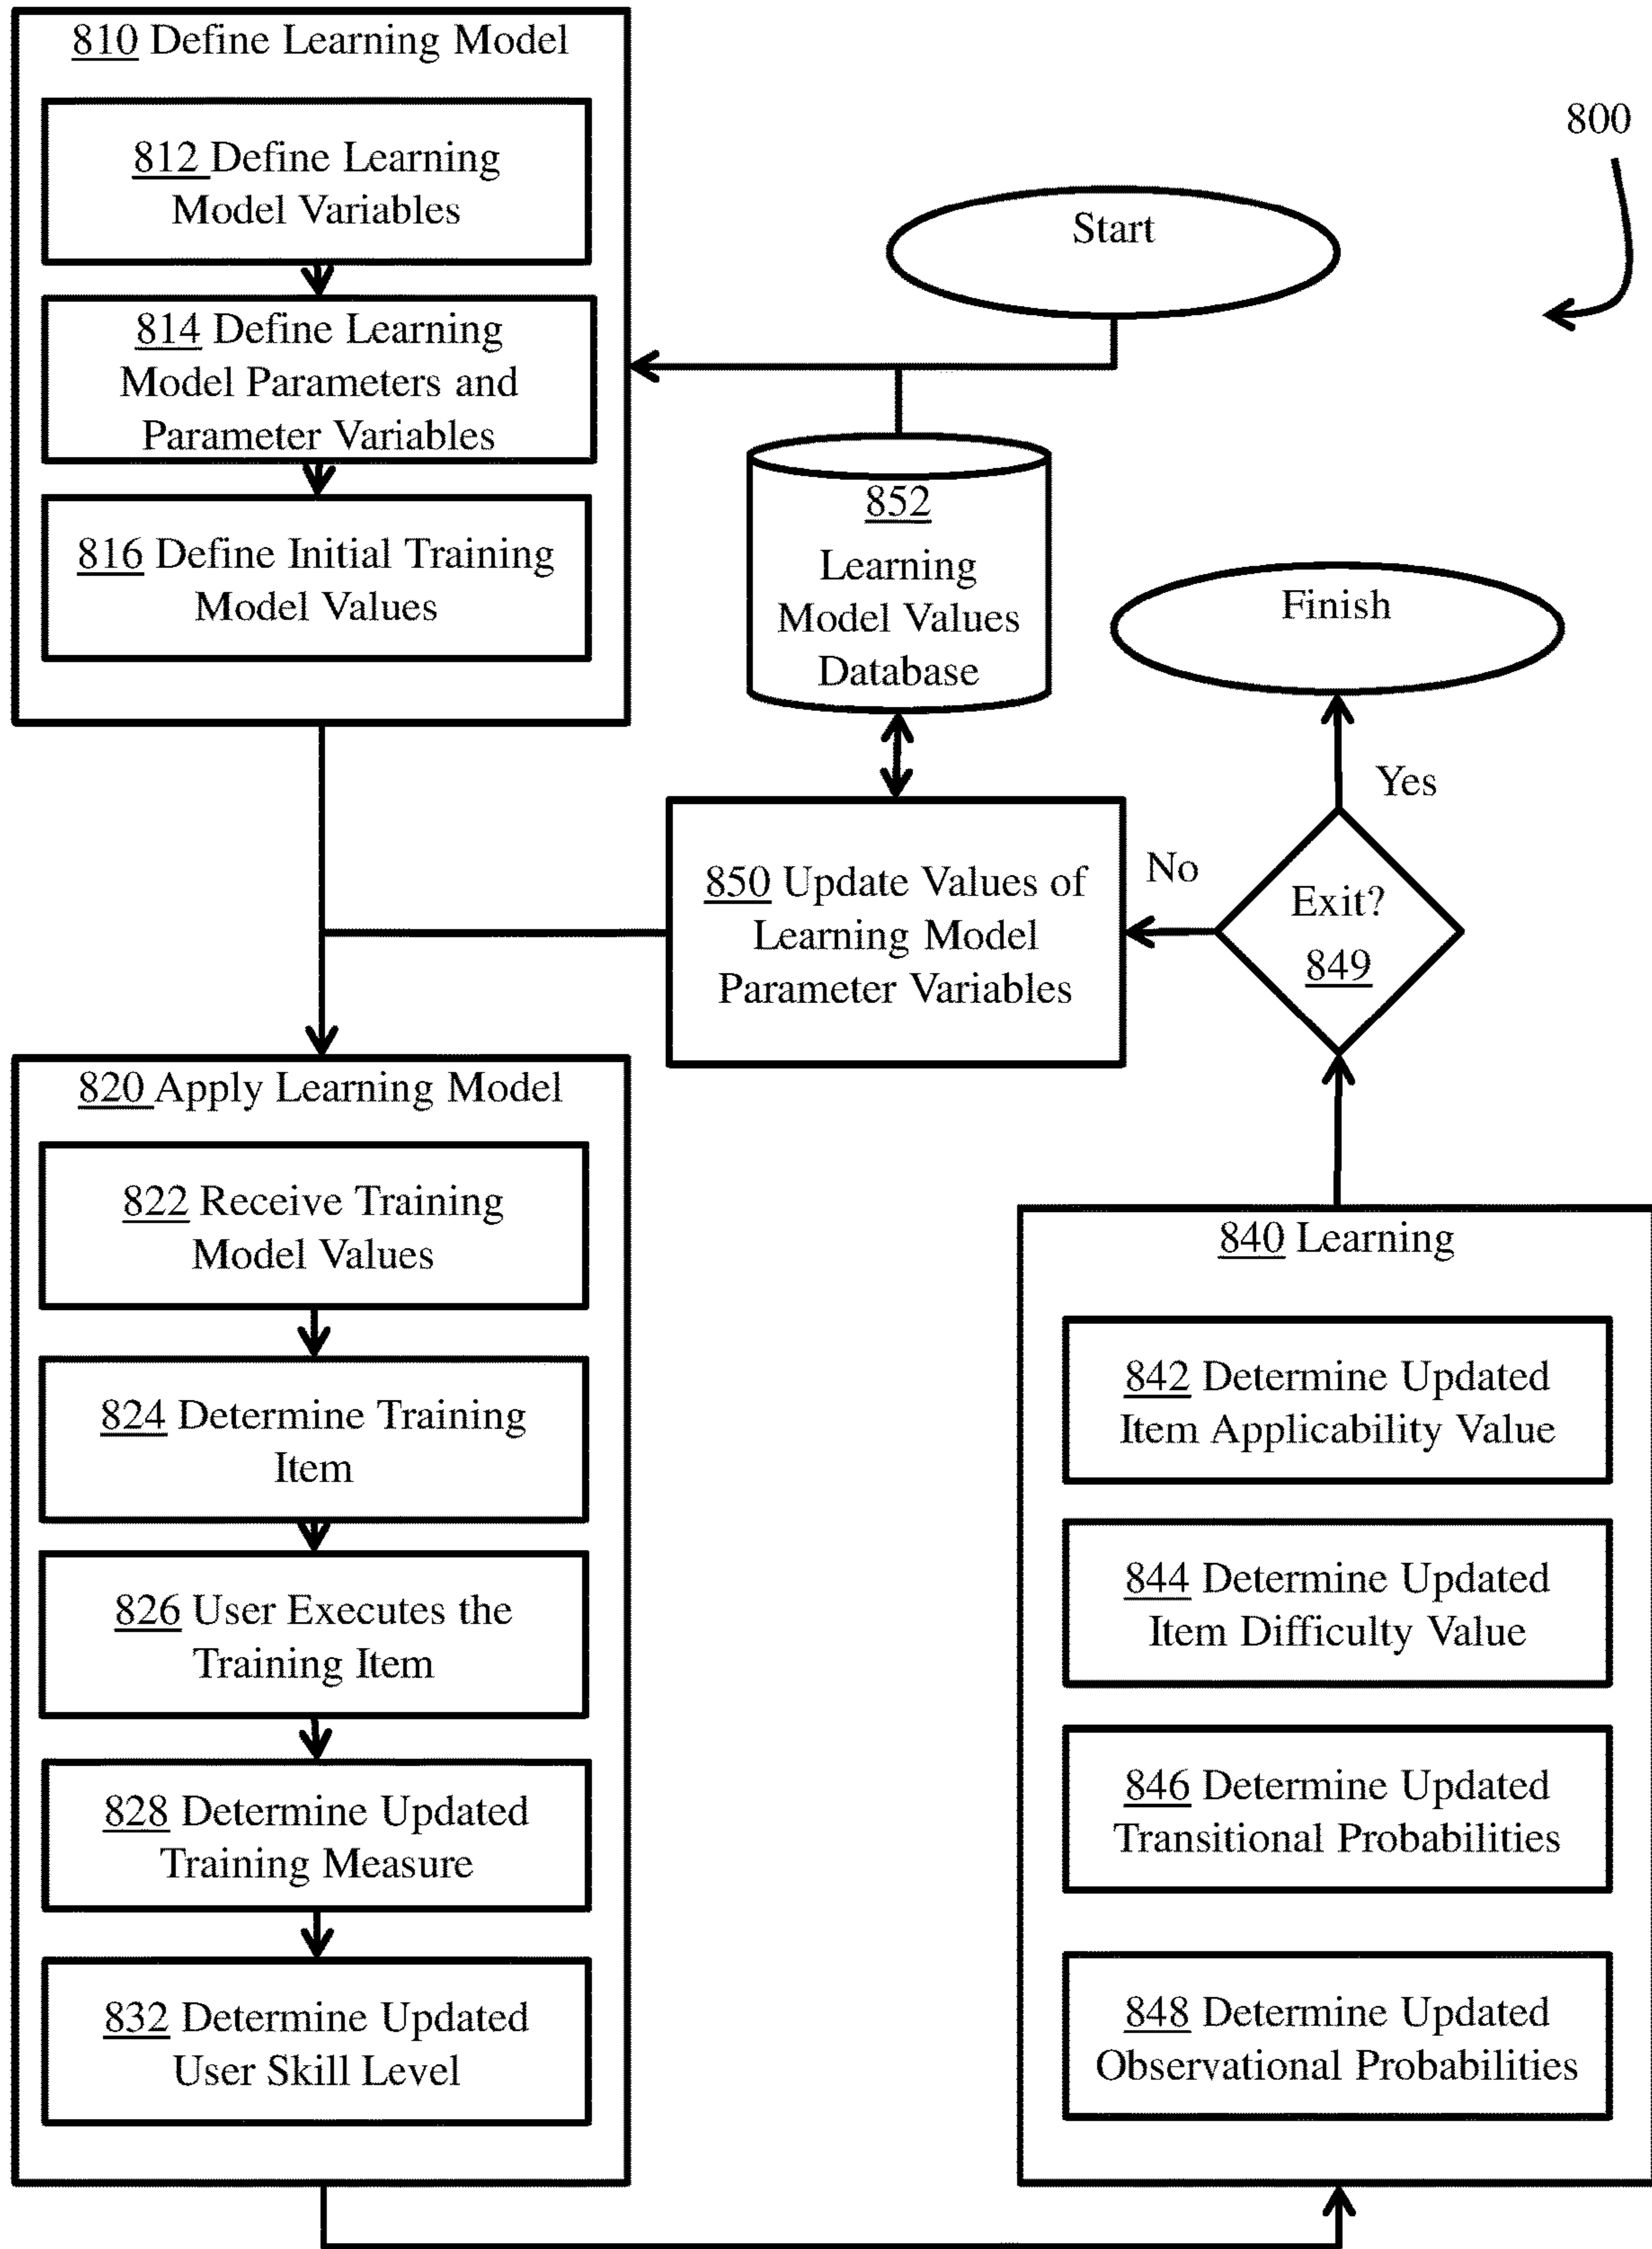 810 Define Learning Model
812 Define Learning
Model Variables
814 Define Learning
Model Parameters and
Parameter Variables
816 Define Initial Training
Model Values
800
Start
852
Learning
Model Values
Database
Finish
Yes
No
Exit?
849
850 Update Values of
Learning Model
Parameter Variables
820 Apply Learning Model
822 Receive Training
Model Values
824 Determine Training
Item
826 User Executes the
Training Item
828 Determine Updated
Training Measure
832 Determine Updated
User Skill Level
840 Learning
842 Determine Updated
Item Applicability Value
844 Determine Updated
Item Difficulty Value
846 Determine Updated
Transitional Probabilities
848 Determine Updated
Observational Probabilities